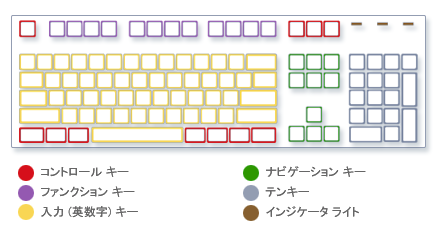 コントロール キー
ファンクション キー
入力 (英数字) キー
ナビゲーション キー
テンキー
インジケータ ライト